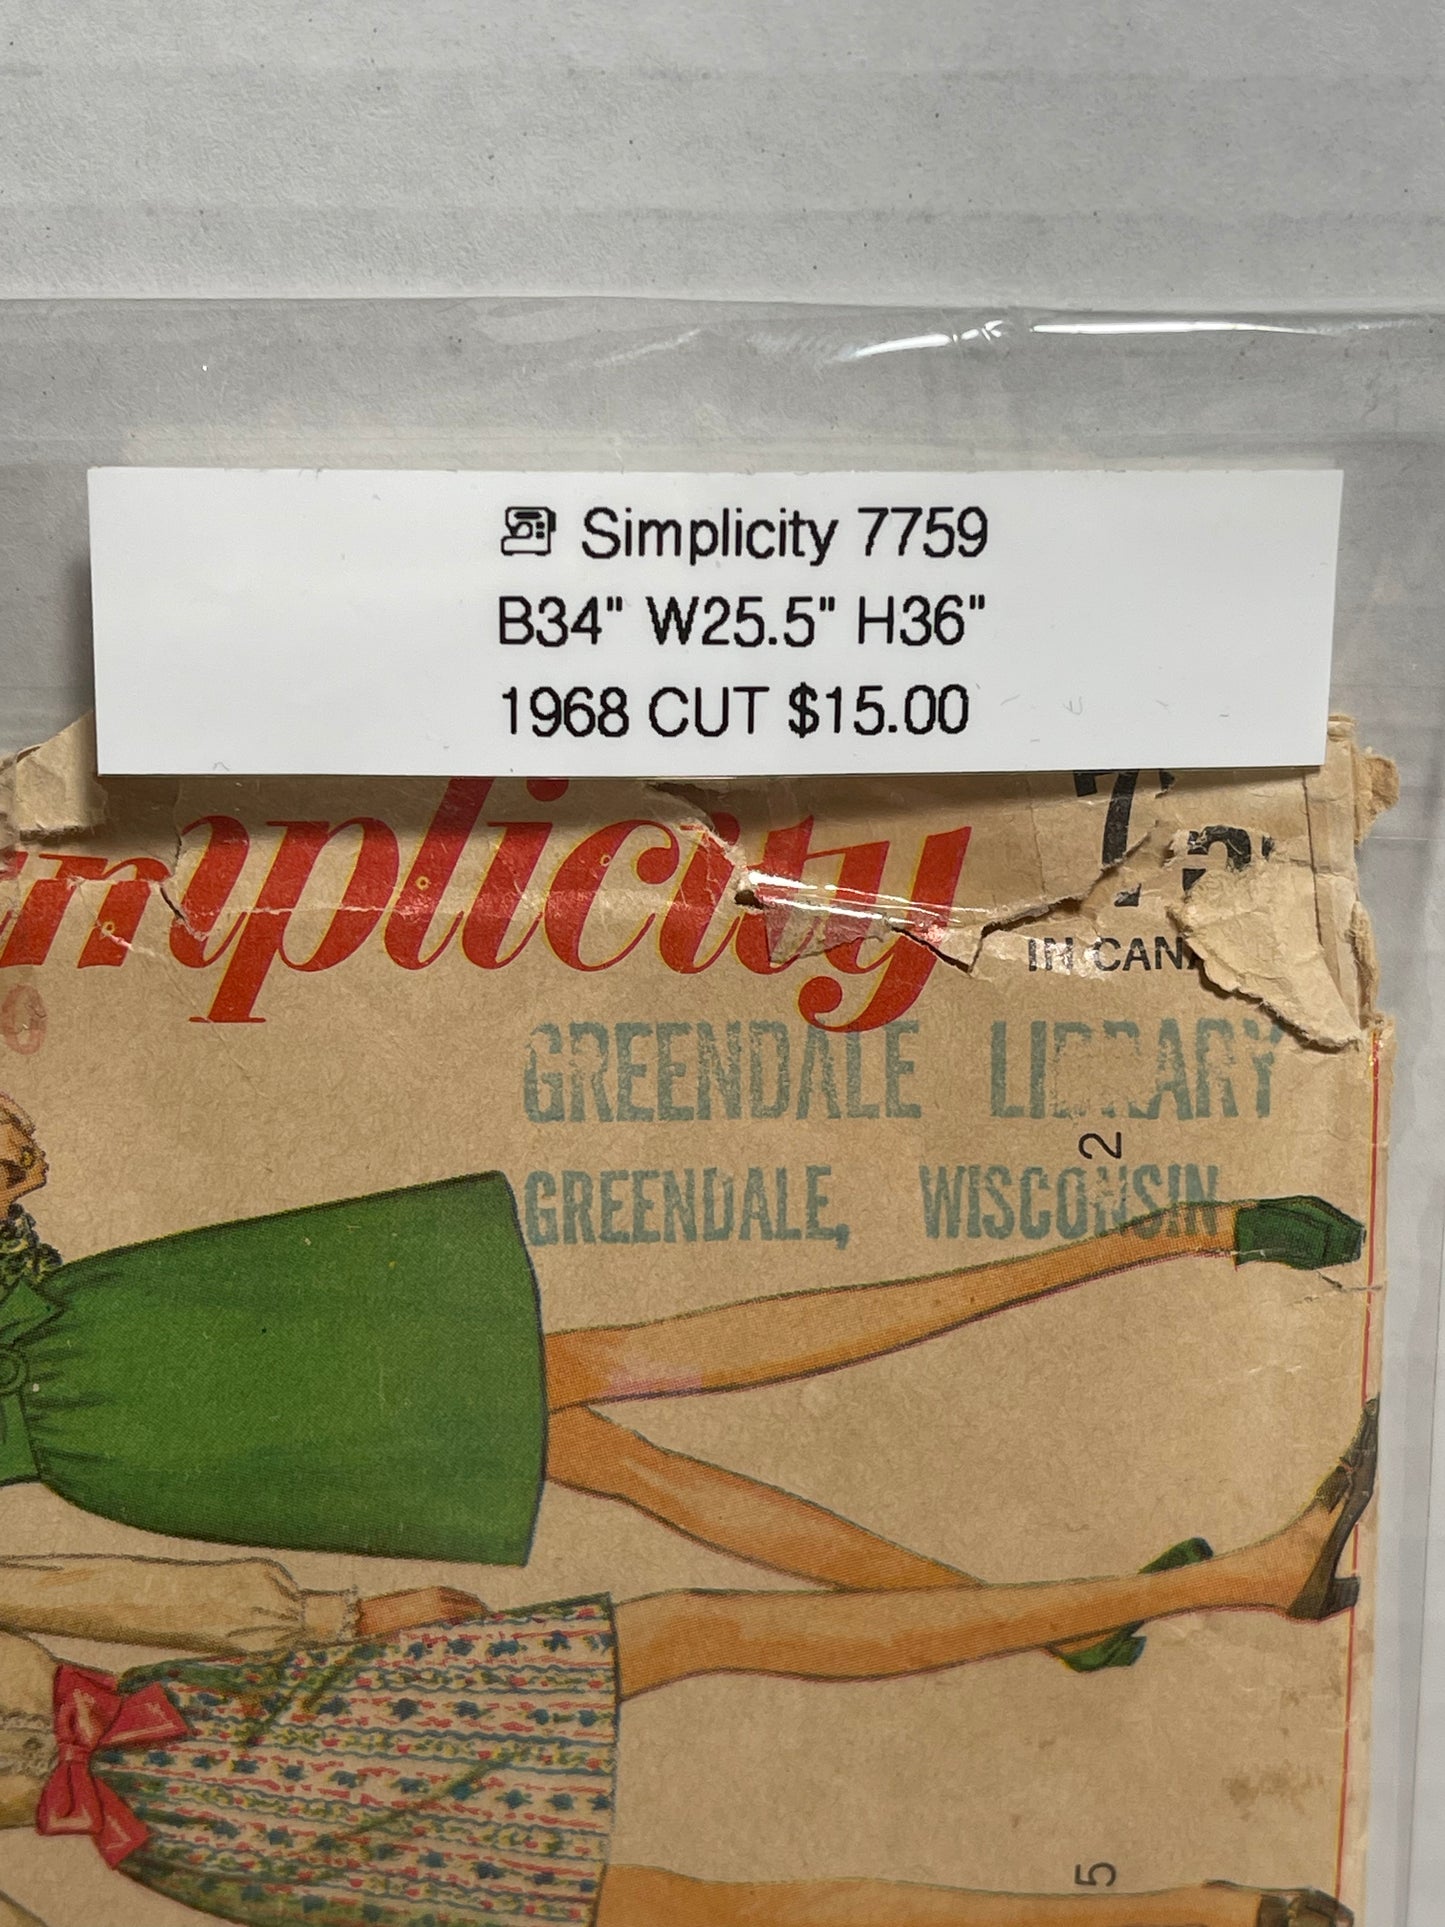 Simplicity 7759
B34" W25.5" H36"
1968 CUT $15.00
mplicity
IN CAN
GREENDALE LIBRARY
2
GREENDALE, WISCONSIN
5